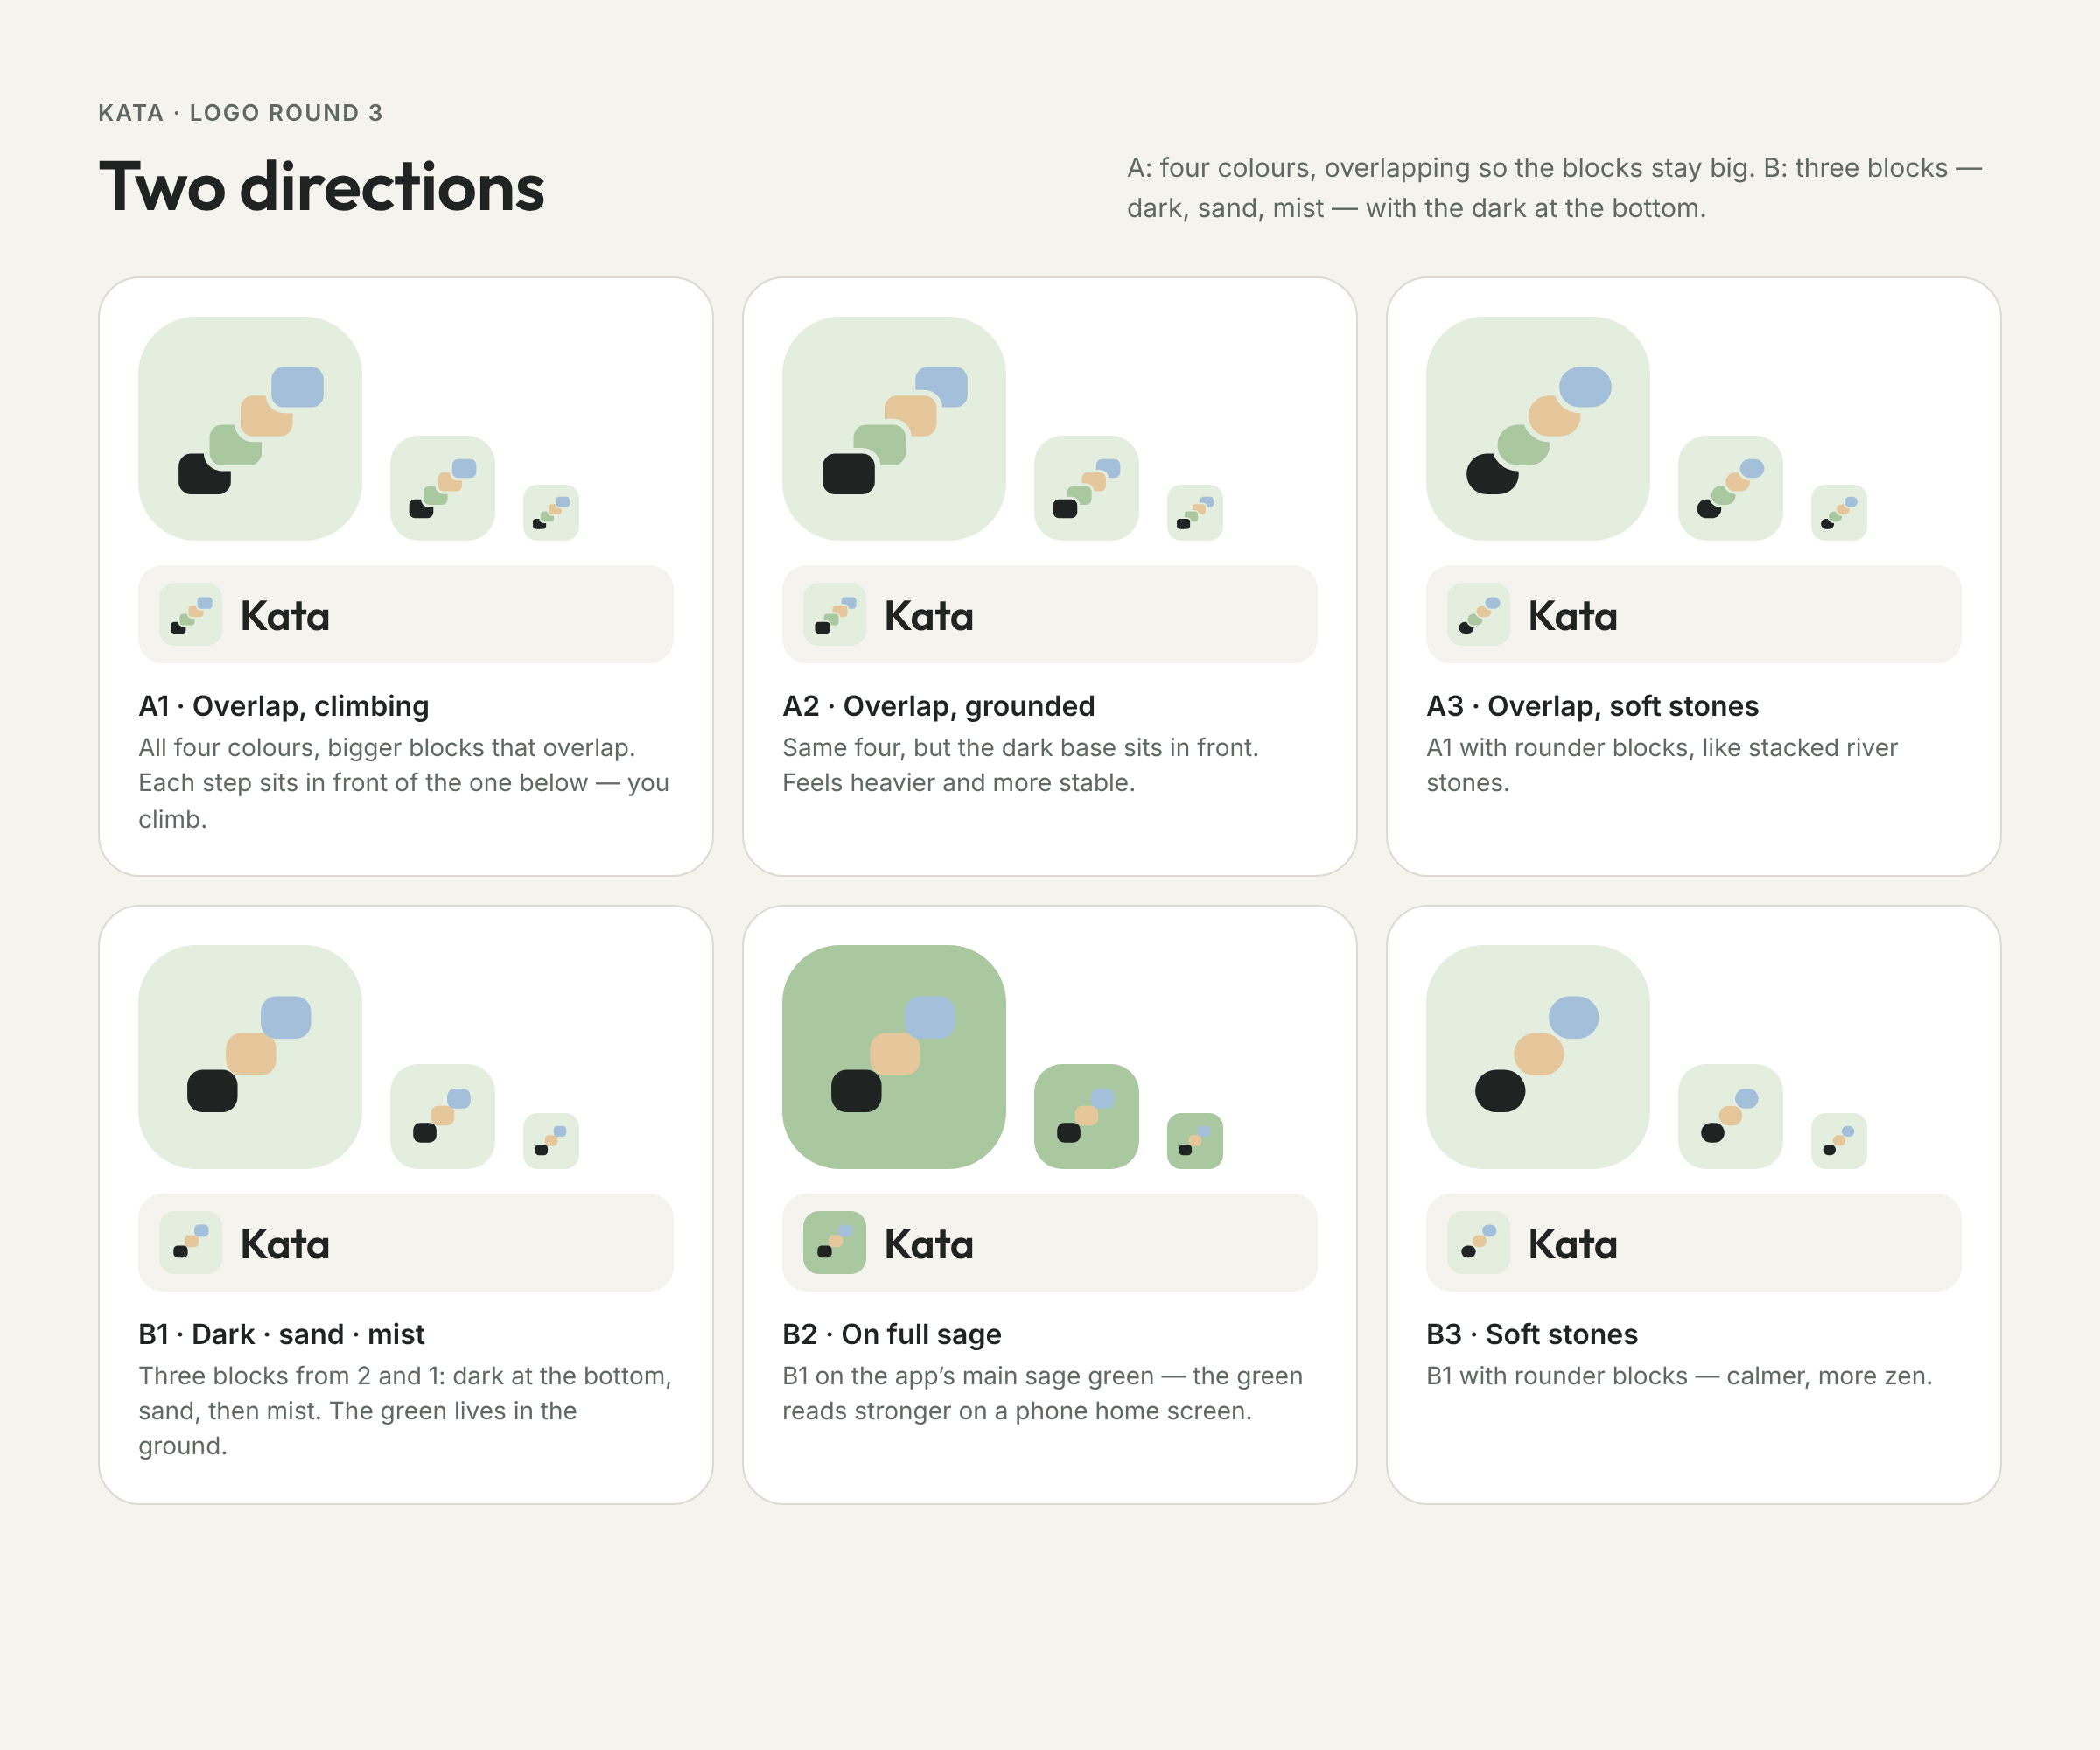 KATA · LOGO ROUND 3
Two directions
A: four colours, overlapping so the blocks stay big. B: three blocks —
dark, sand, mist — with the dark at the bottom.
Kata
A1 · Overlap, climbing
All four colours, bigger blocks that overlap.
Each step sits in front of the one below — you
climb.
Kata
A2 · Overlap, grounded
Same four, but the dark base sits in front.
Feels heavier and more stable.
Kata
A3 · Overlap, soft stones
A1 with rounder blocks, like stacked river
stones.
Kata
B1 · Dark · sand · mist
Three blocks from 2 and 1: dark at the bottom,
sand, then mist. The green lives in the
ground.
Kata
B2 · On full sage
B1 on the app’s main sage green — the green
reads stronger on a phone home screen.
Kata
B3 · Soft stones
B1 with rounder blocks — calmer, more zen.